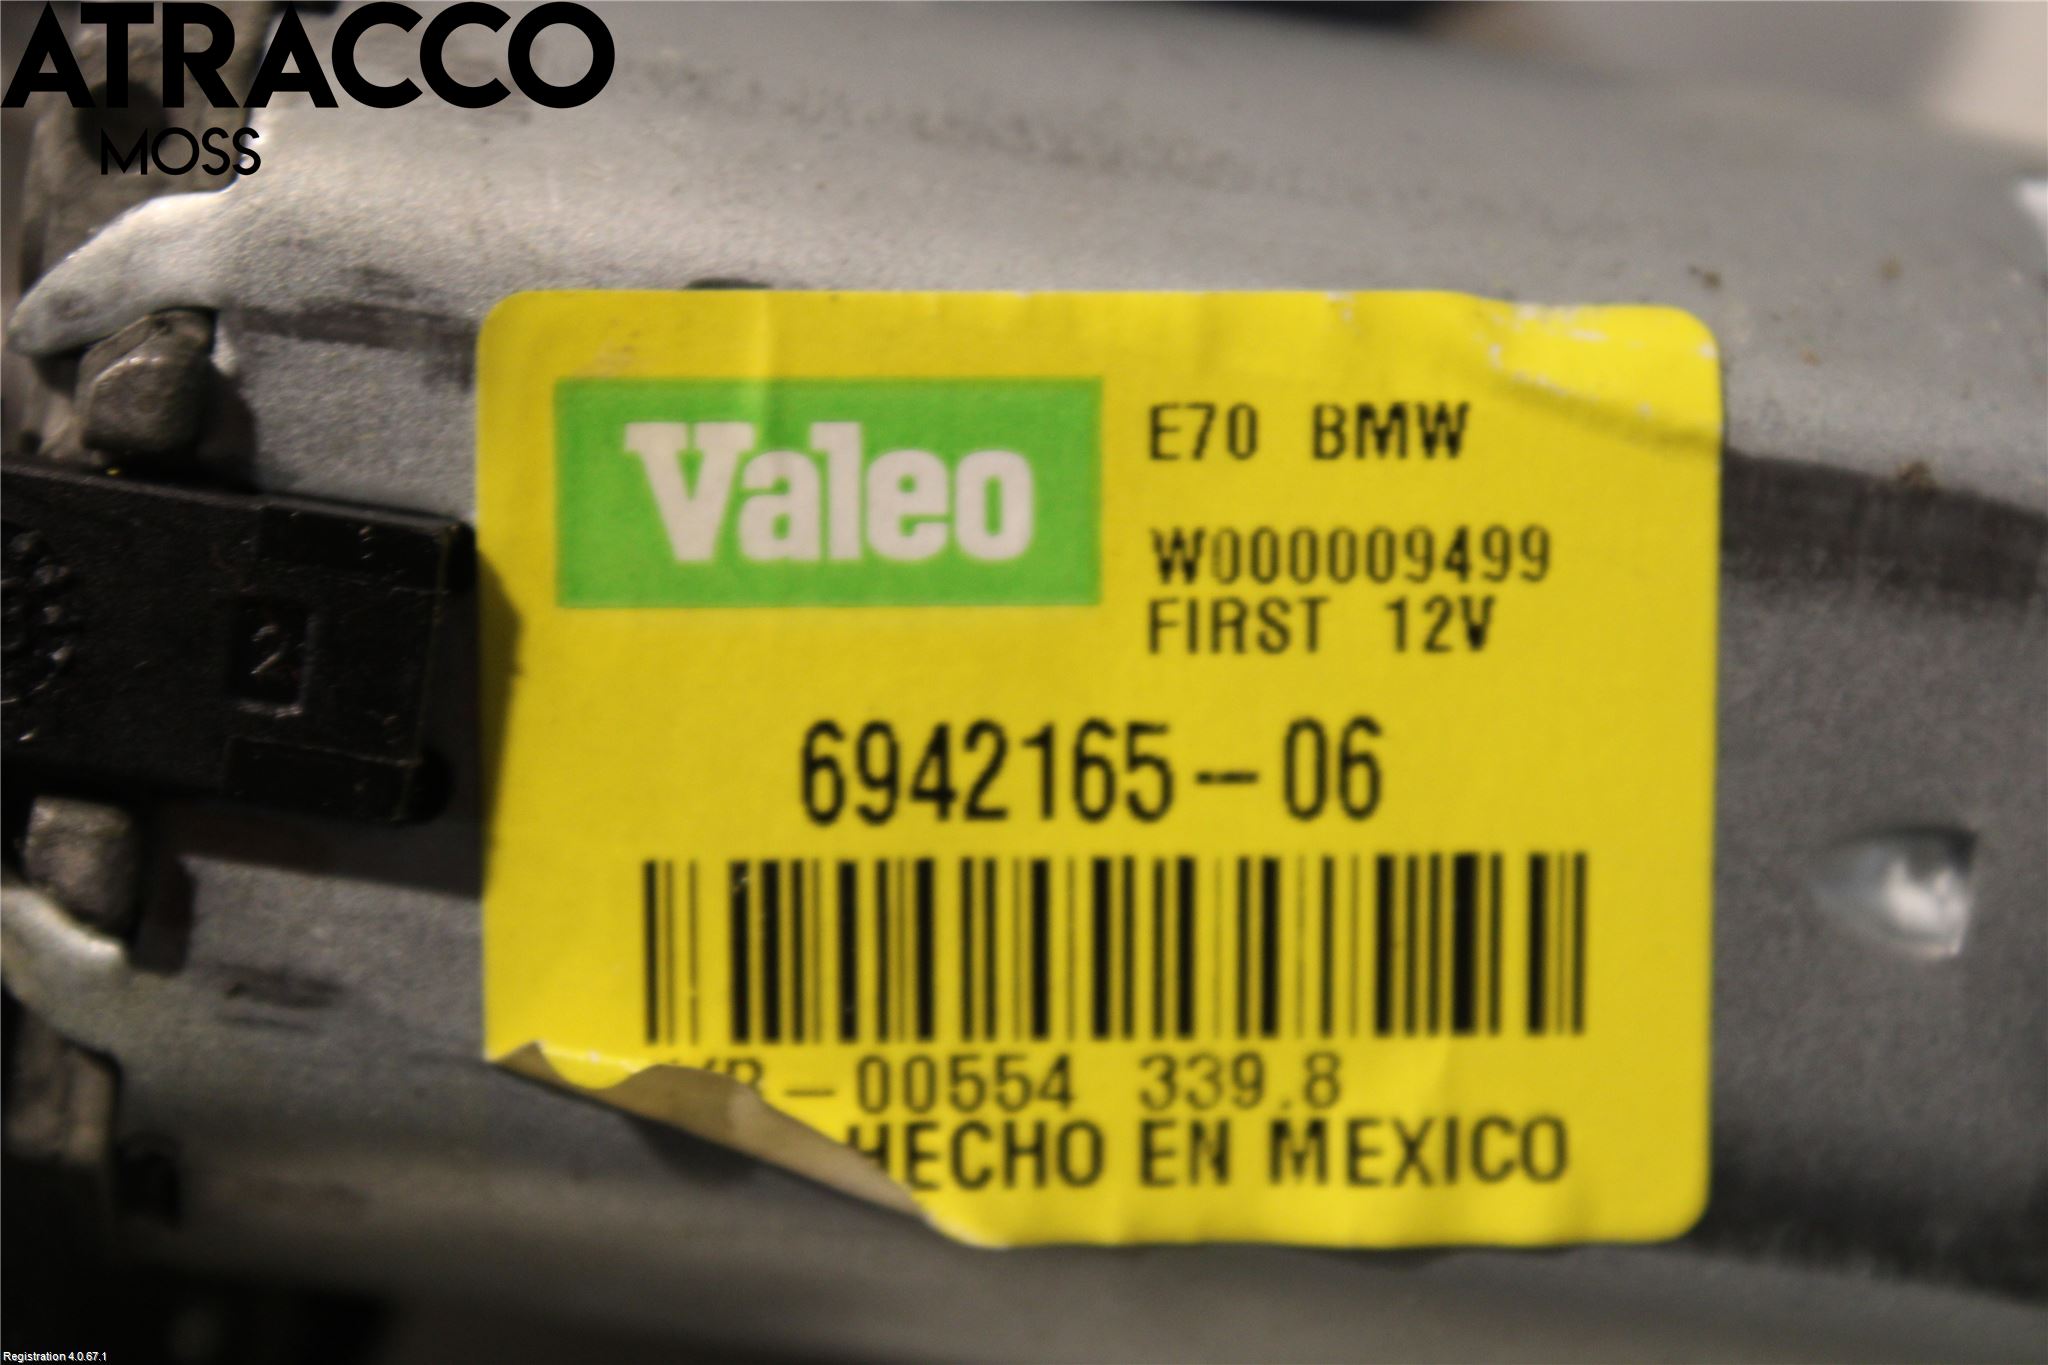 ATRACCO
MOSS
Valeo
E70 BMW
W000009499
FIRST 12V
2
6942165-06
-00554 339.8
HECHO EN MEXICO
Registration 4.0.67.1